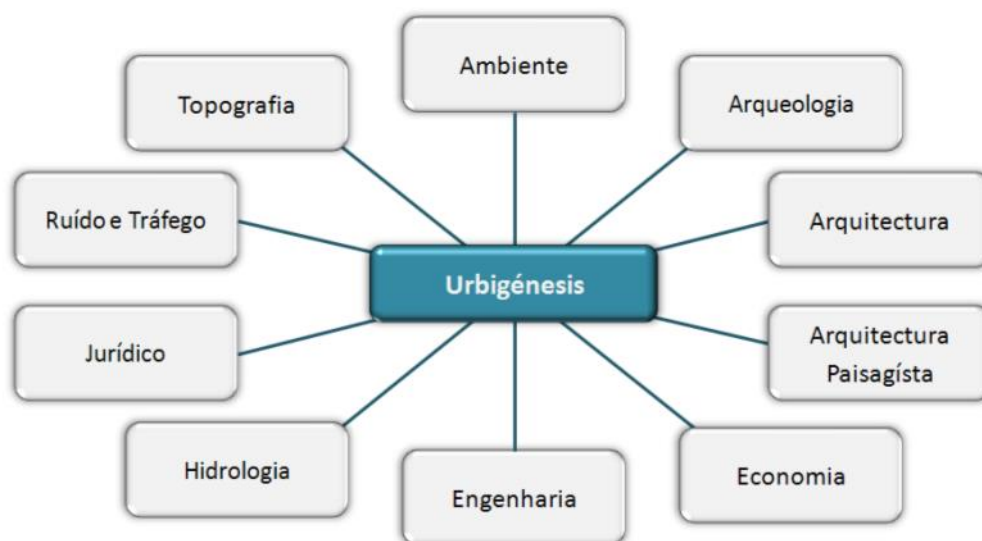 Ambiente
Topografia
Arqueologia
Ruído e Tráfego
Arquitectura
Urbigénesis
Jurídico
Arquitectura
Paisagísta
Hidrologia
Economia
Engenharia